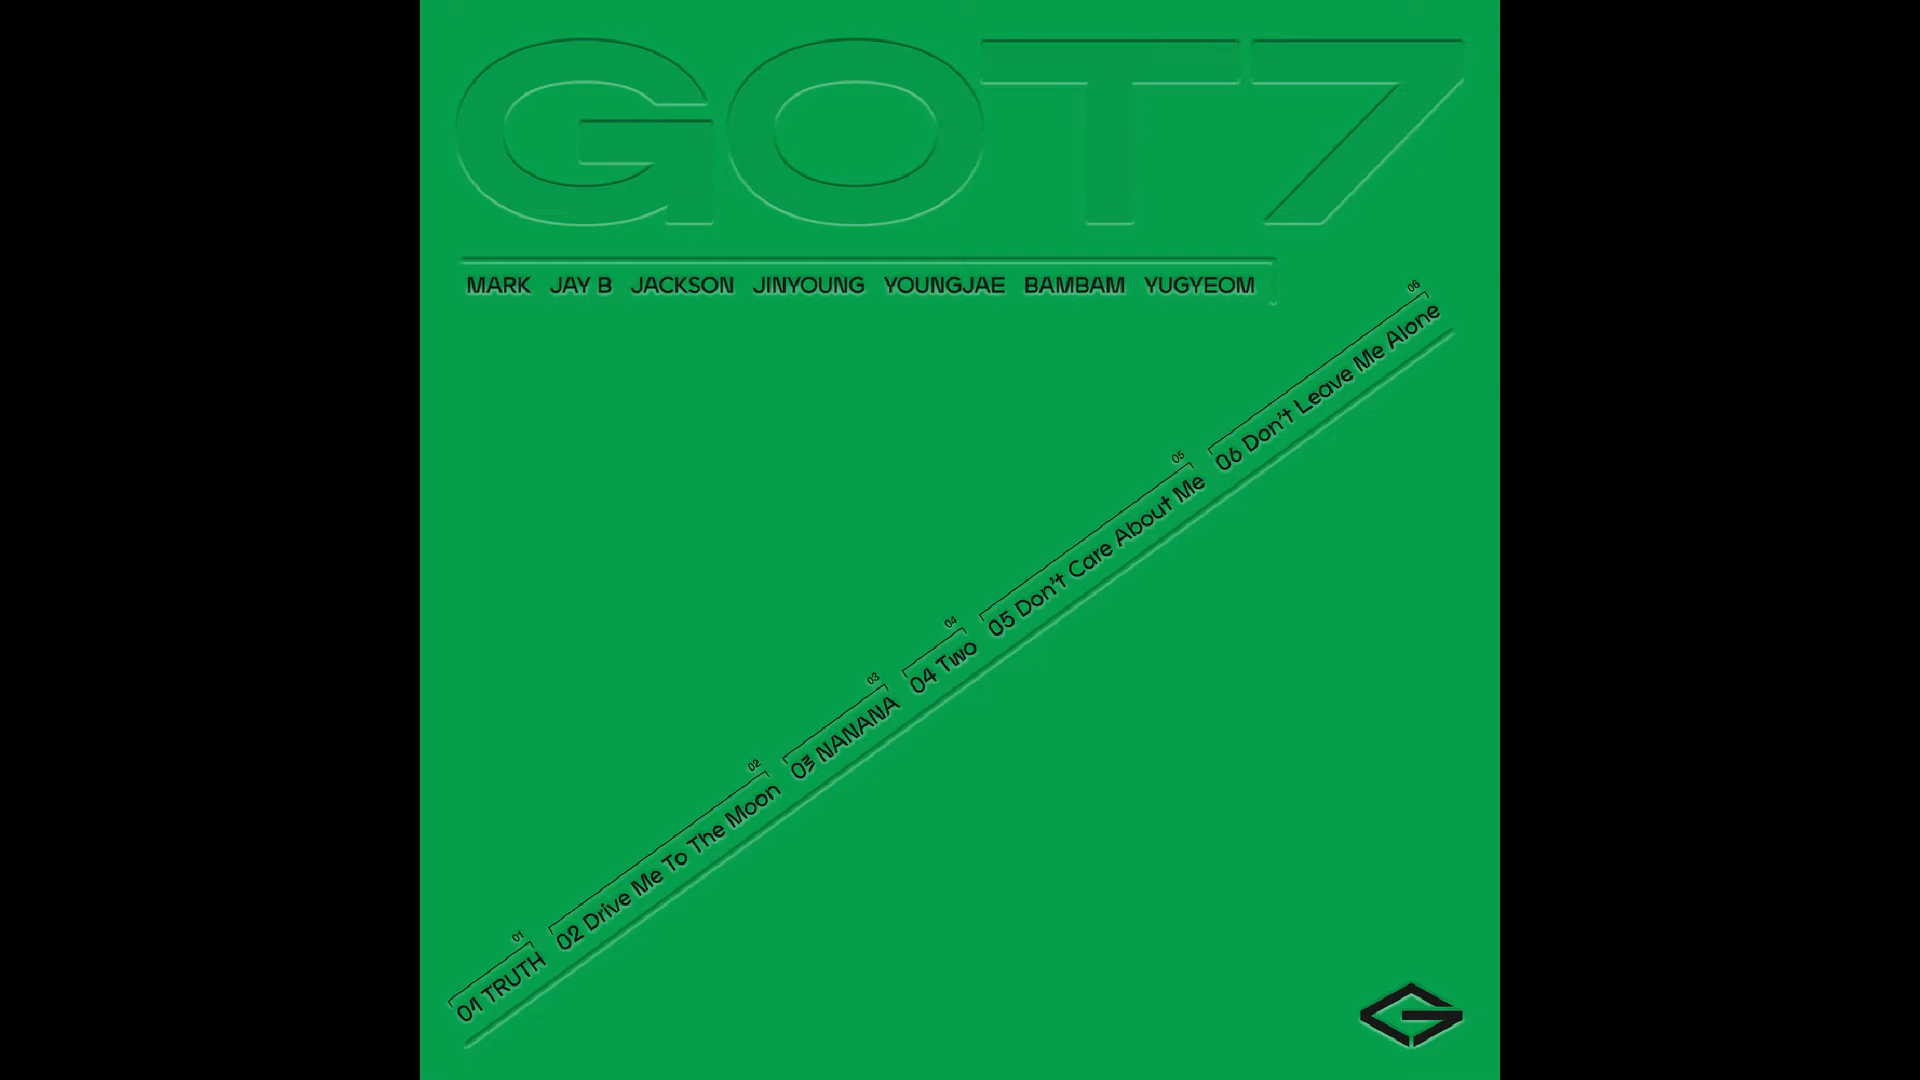 GOT7
MARK JAY B JACKSON JINYOUNG YOUNGJAE BAMBAM YUGYEOM
01
01 TRUTH
02
02 Drive Me To The Moon
03
03 NANANA
04
04 Two
05
05 Don't Care About Me
06
06 Don't Leave Me Alone